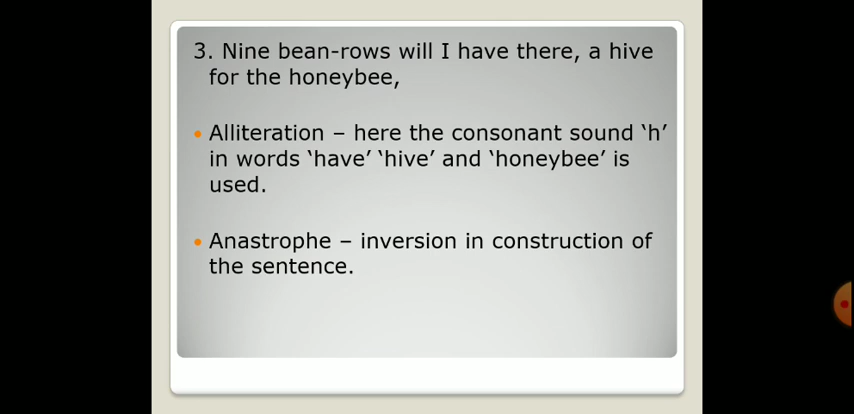 3. Nine bean-rows will I have there, a hive
for the honeybee,
• Alliteration – here the consonant sound ‘h’
in words ‘have’ ‘hive’ and ‘honeybee’ is
used.
• Anastrophe – inversion in construction of
the sentence.